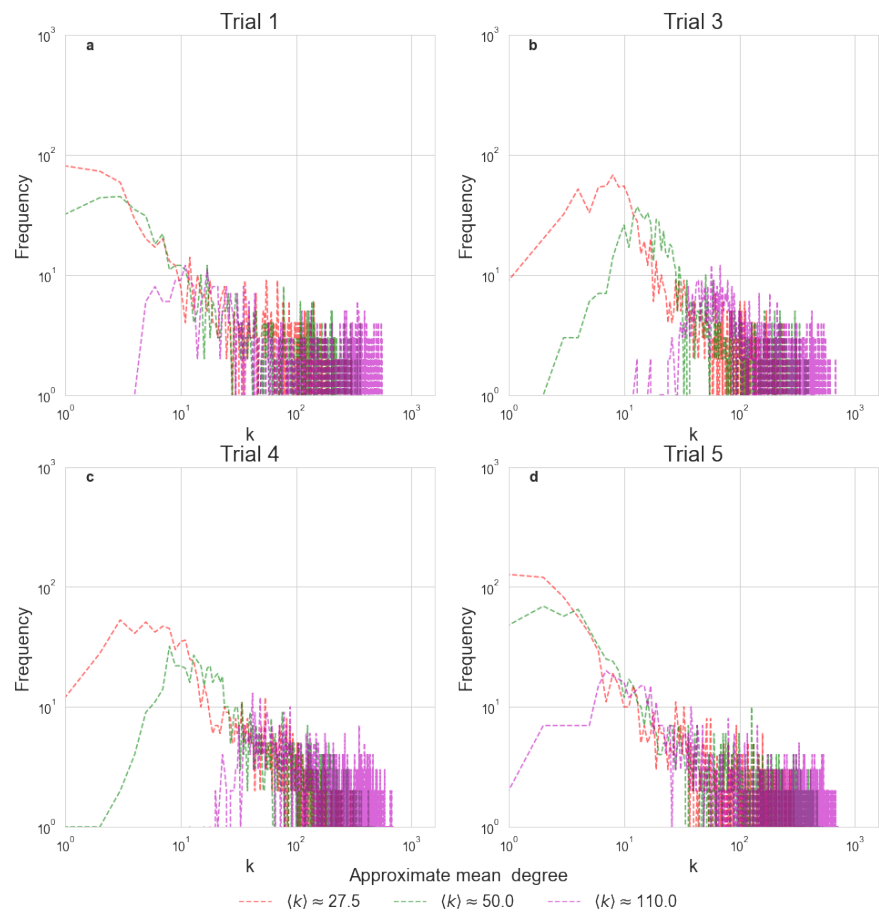 Trial 1
Trial 3
a
b
10³
10²
10¹
10⁰
Frequency
10⁰ 10¹ 10² 10³
k
10³
10²
10¹
10⁰
Frequency
10⁰ 10¹ 10² 10³
k
Trial 4
Trial 5
c
d
10³
10²
10¹
10⁰
Frequency
10⁰ 10¹ 10² 10³
k
10³
10²
10¹
10⁰
Frequency
10⁰ 10¹ 10² 10³
k
Approximate mean degree
⟨k⟩ ≈ 27.5 ⟨k⟩ ≈ 50.0 ⟨k⟩ ≈ 110.0